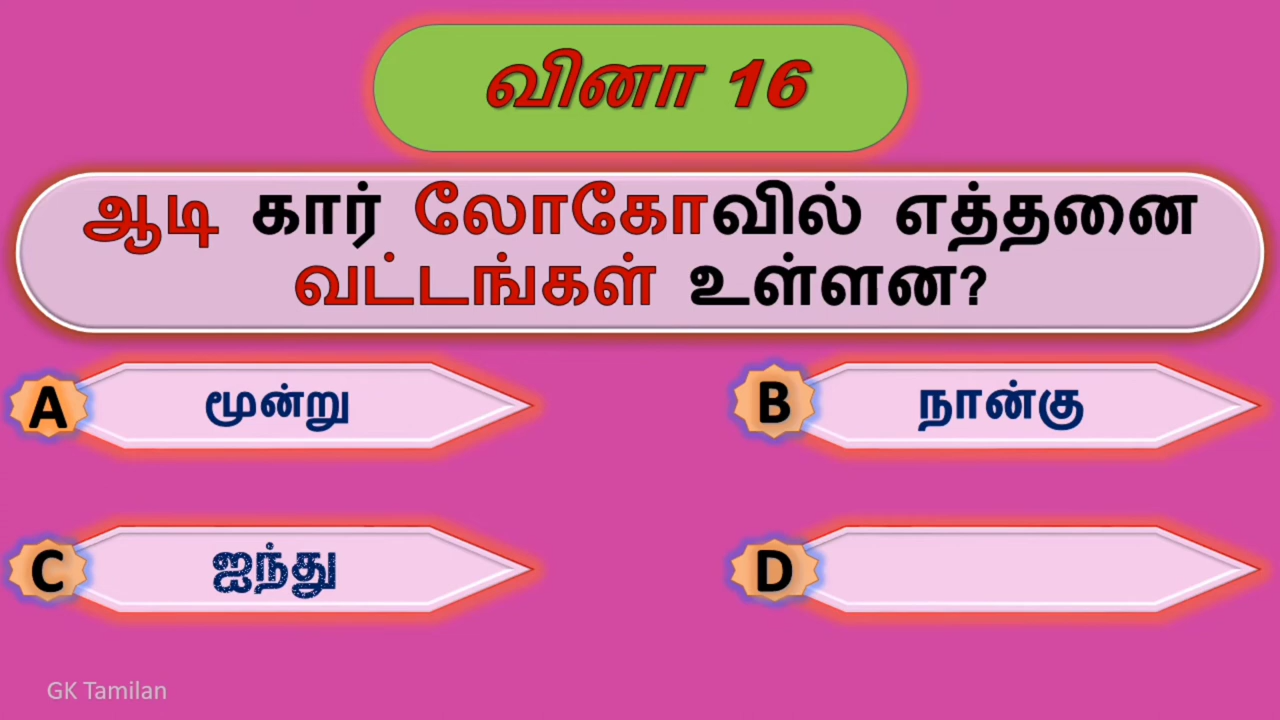 வினா 16
ஆடி கார் லோகோவில் எத்தனை
வட்டங்கள் உள்ளன?
A மூன்று
B நான்கு
C ஐந்து
D
GK Tamilan